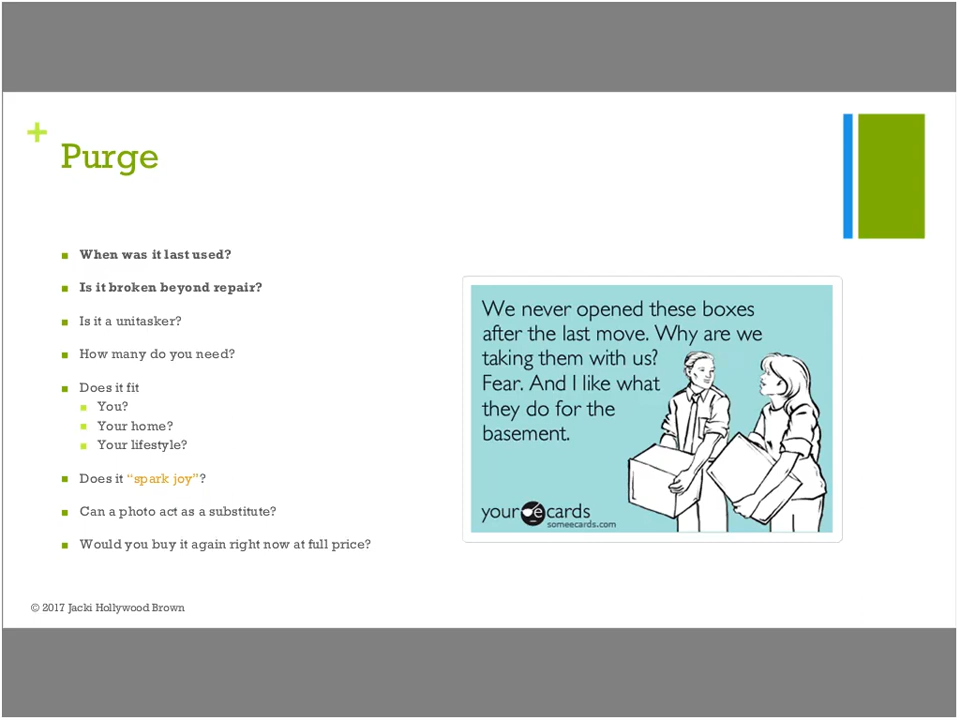 +
Purge
When was it last used?
Is it broken beyond repair?
Is it a unitasker?
How many do you need?
Does it fit
You?
Your home?
Your lifestyle?
Does it “spark joy”?
Can a photo act as a substitute?
Would you buy it again right now at full price?
We never opened these boxes
after the last move. Why are we
taking them with us?
Fear. And I like what
they do for the
basement.
your e cards
someecards.com
© 2017 Jacki Hollywood Brown